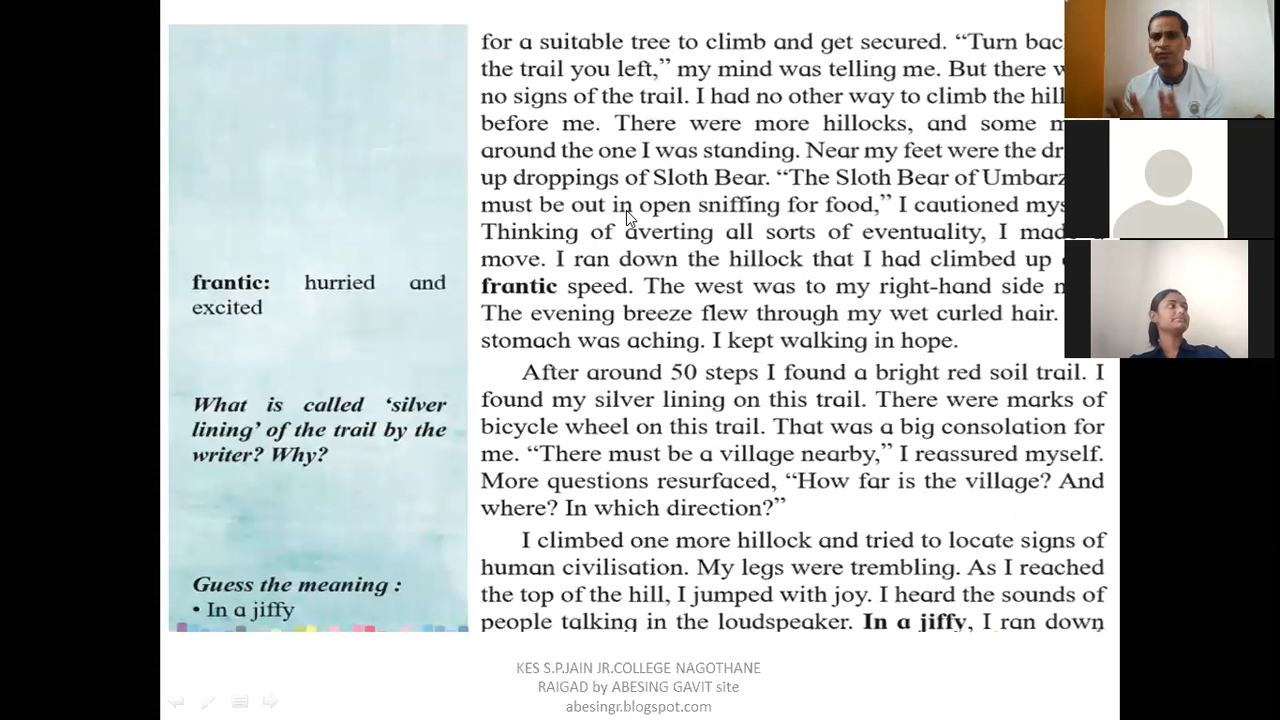 for a suitable tree to climb and get secured. “Turn
the trail you left,” my mind was telling me. But there
no signs of the trail. I had no other way to climb the hill
before me. There were more hillocks, and some
around the one I was standing. Near my feet were the
up droppings of Sloth Bear. “The Sloth Bear of
must be out in open sniffing for food,” I cautioned
Thinking of averting all sorts of eventuality, I
move. I ran down the hillock that I had climbed up
frantic speed. The west was to my right-hand side
The evening breeze flew through my wet curled hair.
stomach was aching. I kept walking in hope.
After around 50 steps I found a bright red soil trail. I
found my silver lining on this trail. There were marks of
bicycle wheel on this trail. That was a big consolation for
me. “There must be a village nearby,” I reassured myself.
More questions resurfaced, “How far is the village? And
where? In which direction?”
I climbed one more hillock and tried to locate signs of
human civilisation. My legs were trembling. As I reached
the top of the hill, I jumped with joy. I heard the sounds of
people talking in the loudspeaker. In a jiffy, I ran down
frantic: hurried and
excited
What is called ‘silver
lining’ of the trail by the
writer? Why?
Guess the meaning :
• In a jiffy
KES S.P.JAIN JR.COLLEGE NAGOTHANE
RAIGAD by ABESING GAVIT site
abesingr.blogspot.com